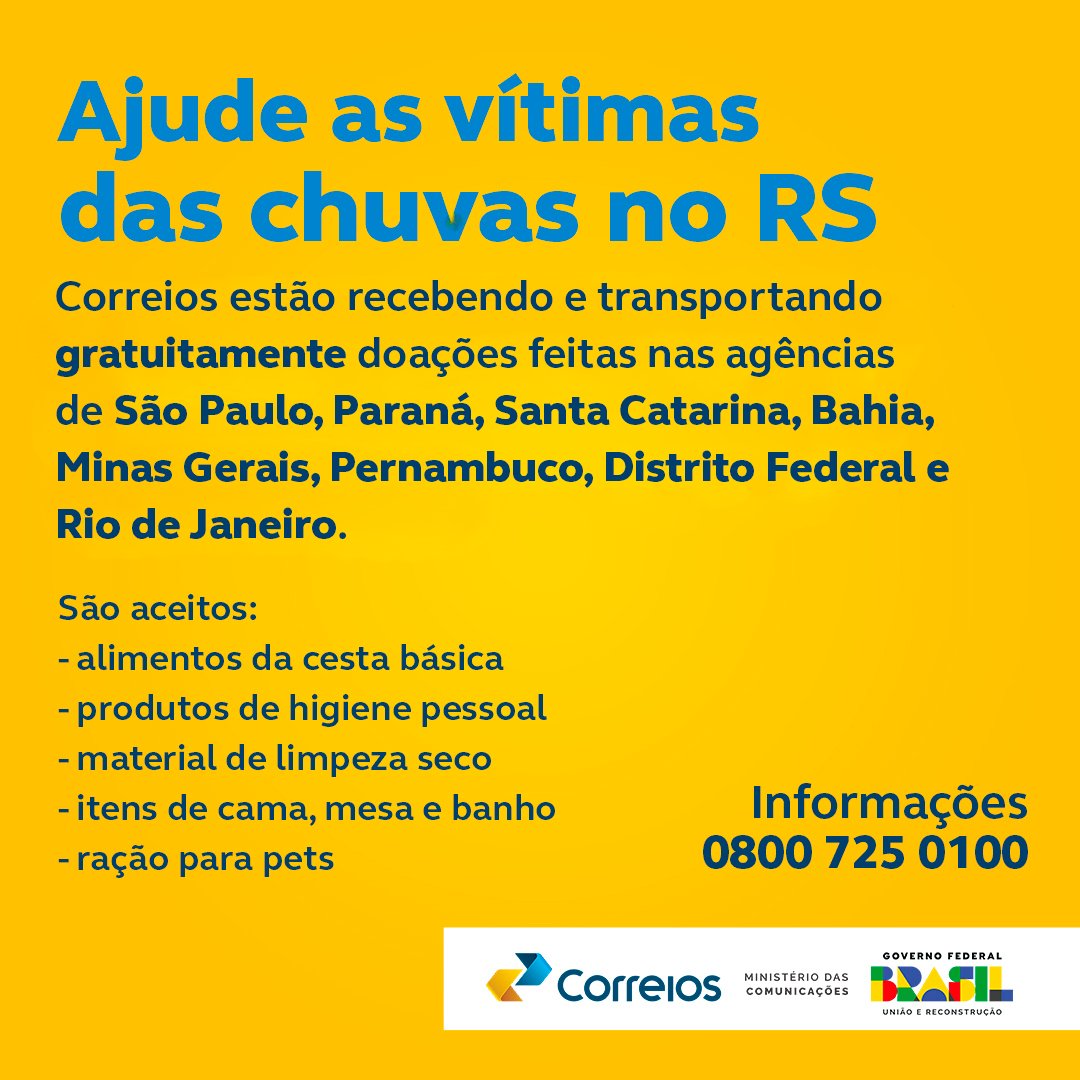 Ajude as vítimas
das chuvas no RS
Correios estão recebendo e transportando
gratuitamente doações feitas nas agências
de São Paulo, Paraná, Santa Catarina, Bahia,
Minas Gerais, Pernambuco, Distrito Federal e
Rio de Janeiro.
São aceitos:
- alimentos da cesta básica
- produtos de higiene pessoal
- material de limpeza seco
- itens de cama, mesa e banho
- ração para pets
Informações
0800 725 0100
Correios
MINISTÉRIO DAS
COMUNICAÇÕES
GOVERNO FEDERAL
BRASIL
UNIÃO E RECONSTRUÇÃO